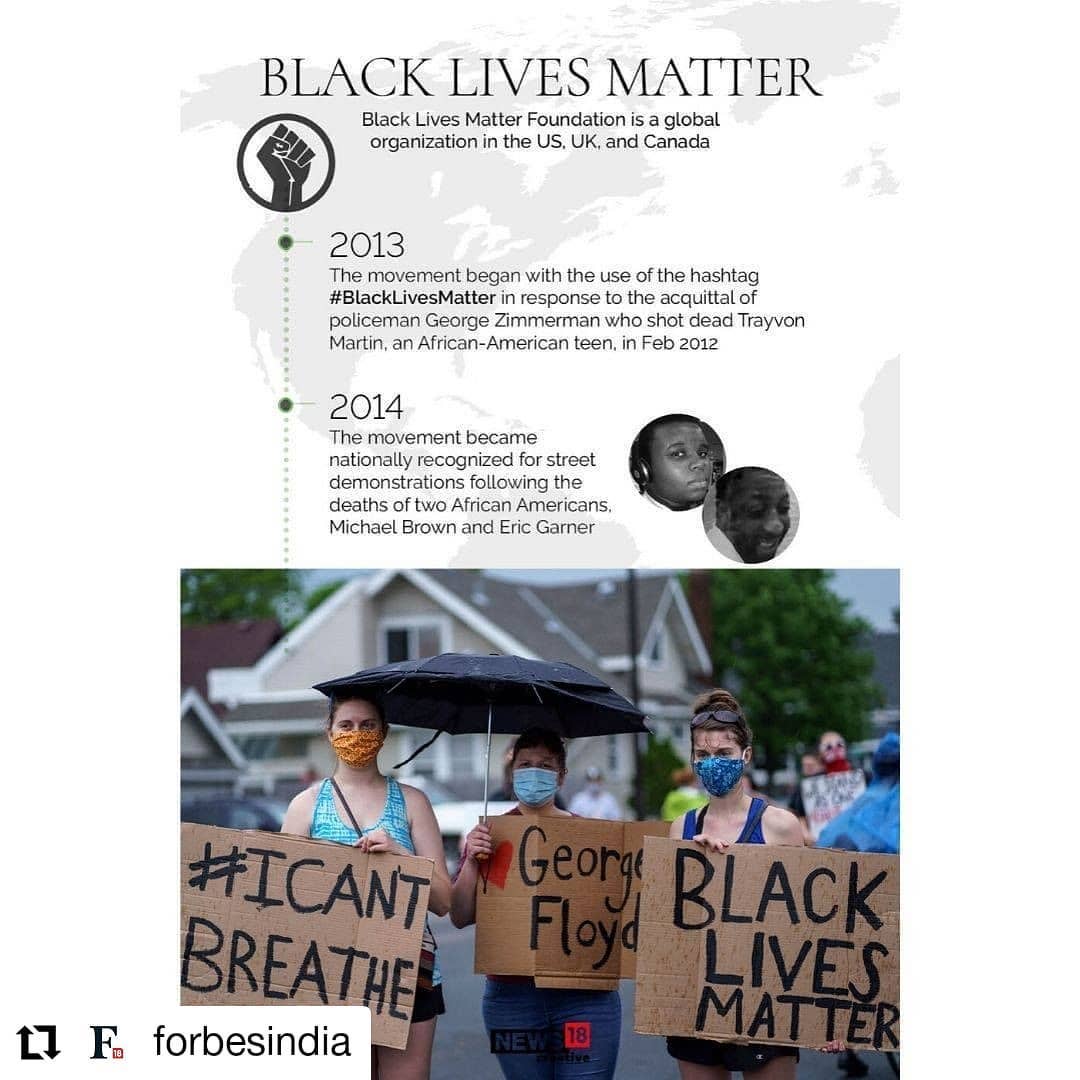 BLACK LIVES MATTER
Black Lives Matter Foundation is a global
organization in the US, UK, and Canada
2013
The movement began with the use of the hashtag
#BlackLivesMatter in response to the acquittal of
policeman George Zimmerman who shot dead Trayvon
Martin, an African-American teen, in Feb 2012
2014
The movement became
nationally recognized for street
demonstrations following the
deaths of two African Americans,
Michael Brown and Eric Garner
#ICANT
BREATHE
George
Floyd
BLACK
LIVES
MATTER
NEWS18
creative
F18 forbesindia